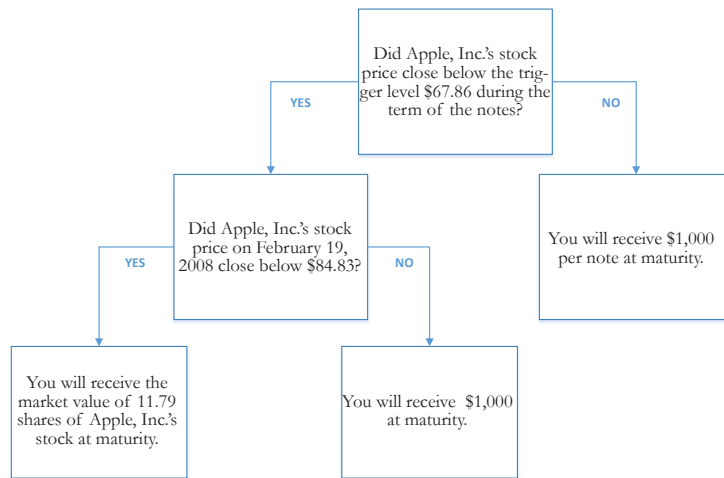 Did Apple, Inc.'s stock
price close below the trig-
ger level $67.86 during the
term of the notes?
YES
NO
Did Apple, Inc.'s stock
price on February 19,
2008 close below $84.83?
You will receive $1,000
per note at maturity.
YES
NO
You will receive the
market value of 11.79
shares of Apple, Inc.'s
stock at maturity.
You will receive $1,000
at maturity.